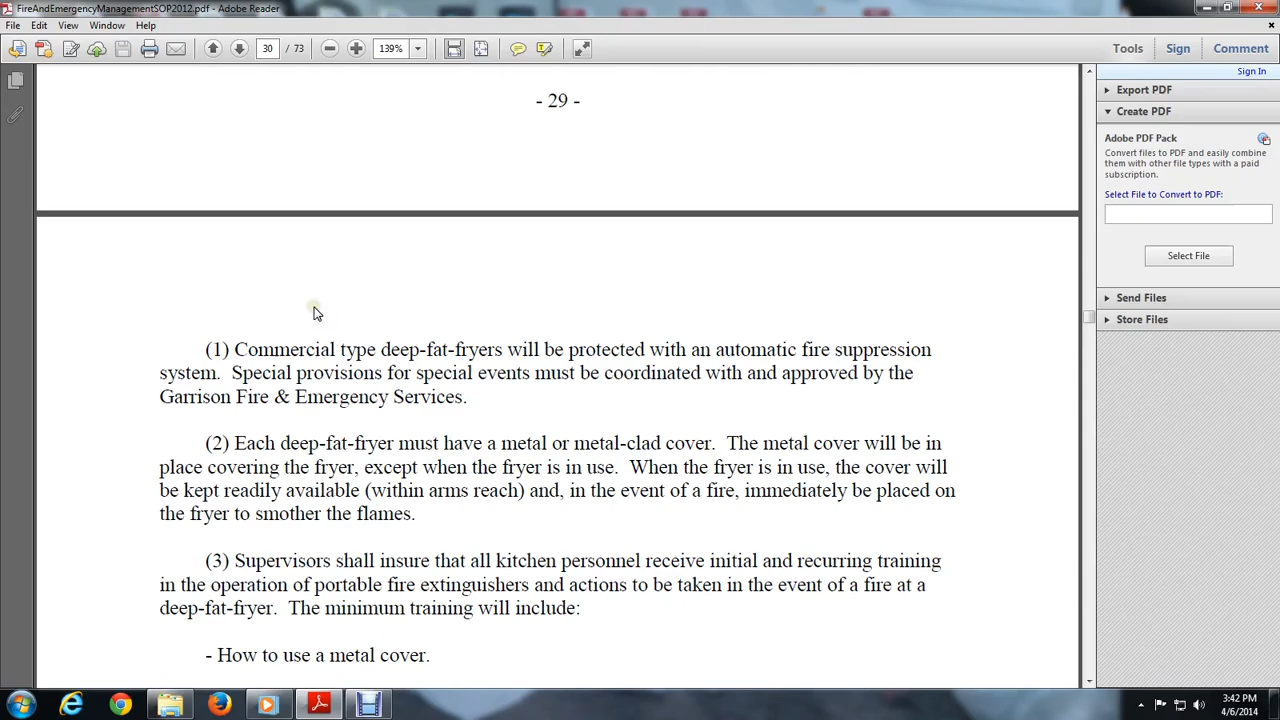 FireAndEmergencyManagementSOP2012.pdf - Adobe Reader
File Edit View Window Help
30 / 73 139% Tools Sign Comment
Sign In
Export PDF
Create PDF
Adobe PDF Pack
Convert files to PDF and easily combine
them with other file types with a paid
subscription.
Select File to Convert to PDF:
Select File
Send Files
Store Files
- 29 -
(1) Commercial type deep-fat-fryers will be protected with an automatic fire suppression
system. Special provisions for special events must be coordinated with and approved by the
Garrison Fire & Emergency Services.
(2) Each deep-fat-fryer must have a metal or metal-clad cover. The metal cover will be in
place covering the fryer, except when the fryer is in use. When the fryer is in use, the cover will
be kept readily available (within arms reach) and, in the event of a fire, immediately be placed on
the fryer to smother the flames.
(3) Supervisors shall insure that all kitchen personnel receive initial and recurring training
in the operation of portable fire extinguishers and actions to be taken in the event of a fire at a
deep-fat-fryer. The minimum training will include:
- How to use a metal cover.
3:42 PM
4/6/2014